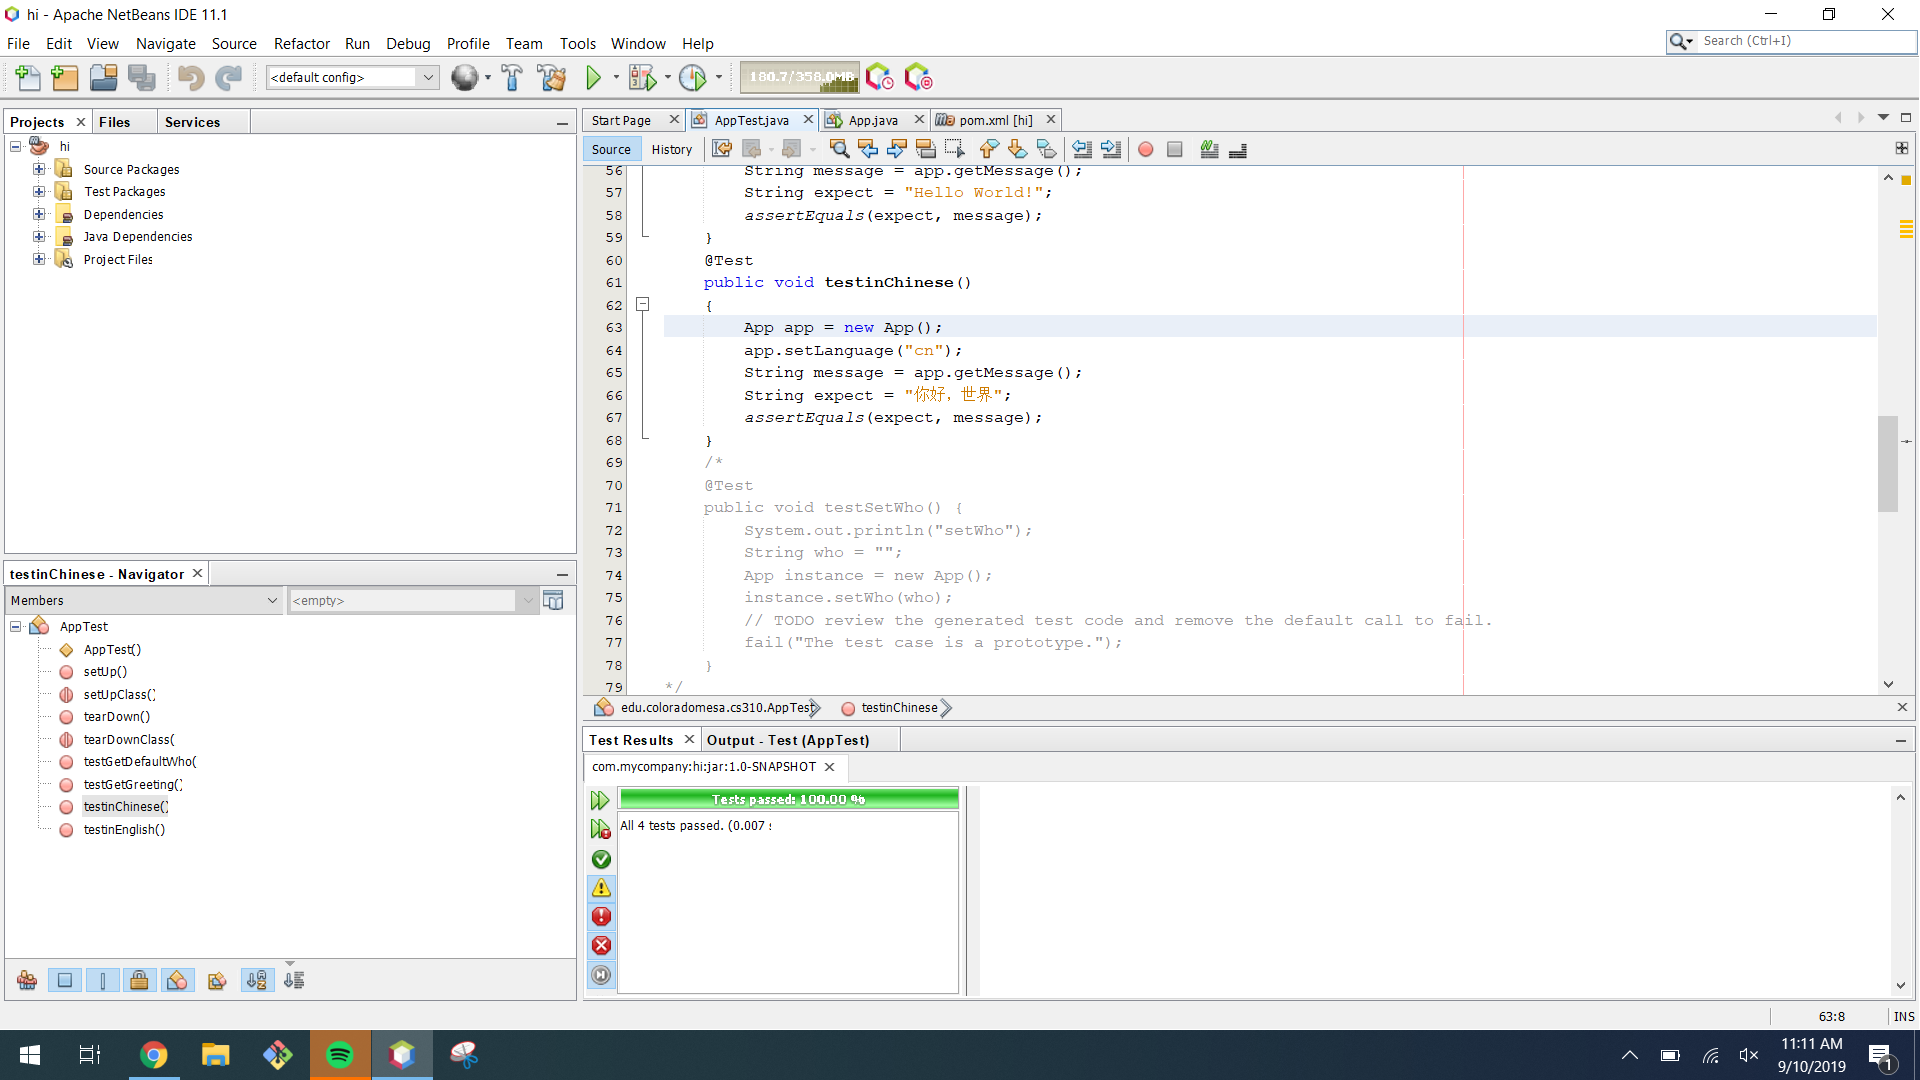 hi - Apache NetBeans IDE 11.1
File Edit View Navigate Source Refactor Run Debug Profile Team Tools Window Help
Search (Ctrl+I)
<default config>
180.7/358.0MB
Projects Files Services
hi
Source Packages
Test Packages
Dependencies
Java Dependencies
Project Files
testinChinese - Navigator
Members
<empty>
AppTest
AppTest()
setUp()
setUpClass()
tearDown()
tearDownClass(
testGetDefaultWho(
testGetGreeting()
testinChinese()
testinEnglish()
Start Page AppTest.java App.java pom.xml [hi]
Source History
56 String message = app.getMessage();
57 String expect = "Hello World!";
58 assertEquals(expect, message);
59 }
60 @Test
61 public void testinChinese()
62 {
63 App app = new App();
64 app.setLanguage("cn");
65 String message = app.getMessage();
66 String expect = "你好，世界";
67 assertEquals(expect, message);
68 }
69 /*
70 @Test
71 public void testSetWho() {
72 System.out.println("setWho");
73 String who = "";
74 App instance = new App();
75 instance.setWho(who);
76 // TODO review the generated test code and remove the default call to fail.
77 fail("The test case is a prototype.");
78 }
79 */
edu.coloradomesa.cs310.AppTest testinChinese
Test Results Output - Test (AppTest)
com.mycompany:hi:jar:1.0-SNAPSHOT
Tests passed: 100.00 %
All 4 tests passed. (0.007 s
63:8 INS
11:11 AM
9/10/2019
1